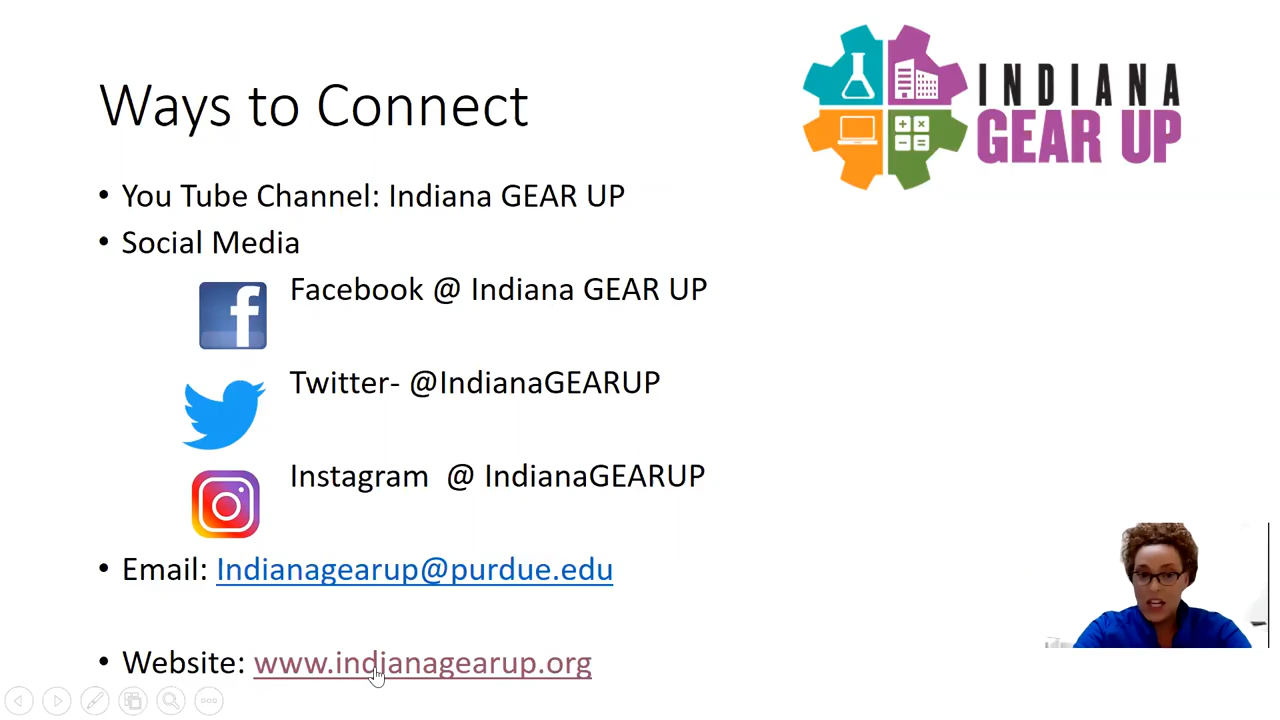 Ways to Connect
INDIANA
GEAR UP
• You Tube Channel: Indiana GEAR UP
• Social Media
Facebook @ Indiana GEAR UP
Twitter- @IndianaGEARUP
Instagram @ IndianaGEARUP
• Email: Indianagearup@purdue.edu
• Website: www.indianagearup.org